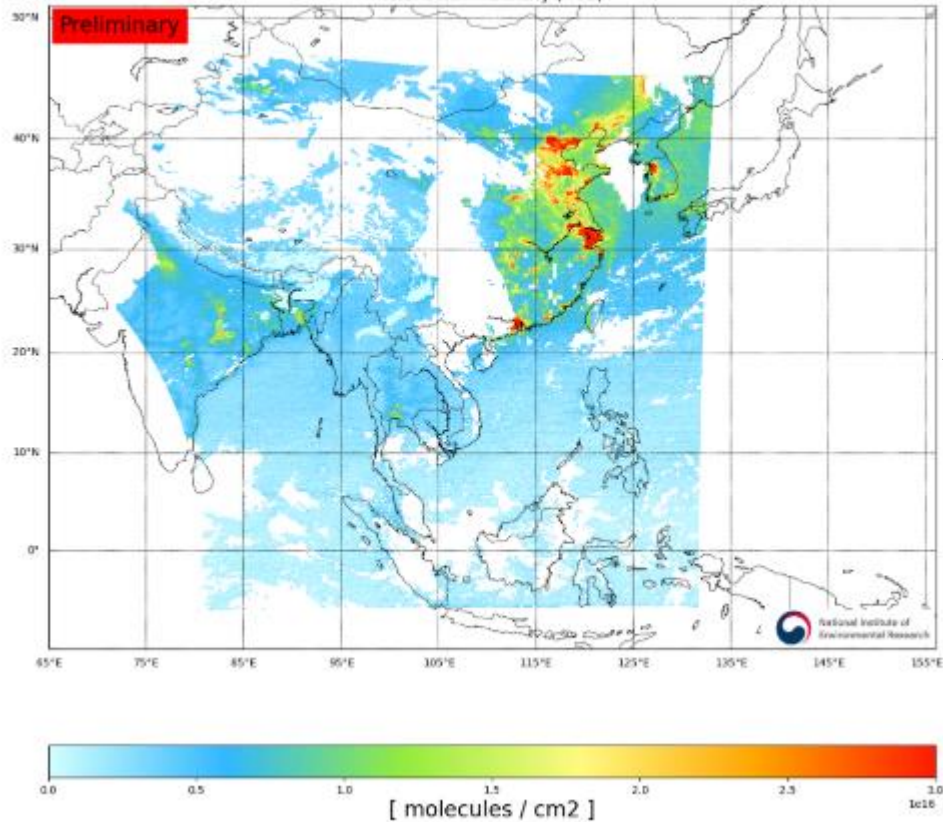 Preliminary
50°N
40°N
30°N
20°N
10°N
0°
National Institute of
Environmental Research
65°E 75°E 85°E 95°E 105°E 115°E 125°E 135°E 145°E 155°E
0.0 0.5 1.0 1.5 2.0 2.5 3.0
1e16
[ molecules / cm2 ]